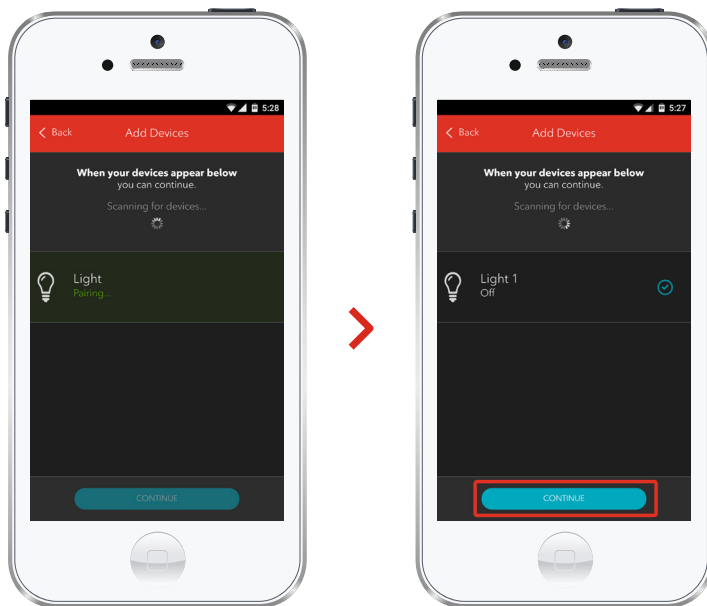 5:28
Back
Add Devices
When your devices appear below
you can continue.
Scanning for devices...
Light
Pairing...
CONTINUE
5:27
Back
Add Devices
When your devices appear below
you can continue.
Scanning for devices...
Light 1
Off
CONTINUE